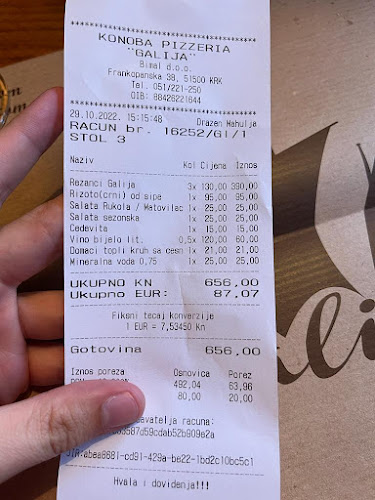 KONOBA PIZZERIA
"GALIJA"
Bimal d.o.o.
Frankopanska 38, 51500 KRK
Tel. 051/221-250
OIB: 88426221844
29.10.2022. 15:15:48 Drazen Mahulja
RACUN br. 16252/G1/1
STOL 3
Naziv Kol Cijena Iznos
Rezanci Galija 3x 130,00 390,00
Rizoto(crni) od sipe 1x 95,00 95,00
Salata Rukola / Matovilac 1x 25,00 25,00
Salata sezonska 1x 25,00 25,00
Cedevita 1x 15,00 15,00
Vino bijelo lit. 0,5x 120,00 60,00
Domaci topli kruh sa cesn 1x 21,00 21,00
Mineralna voda 0,75 1x 25,00 25,00
UKUPNO KN 656,00
Ukupno EUR: 87,07
Fiksni tecaj konverzije
1 EUR = 7,53450 Kn
Gotovina 656,00
Iznos poreza Osnovica Porez
492,04 63,96
80,00 20,00
racuna:
Hvala i dovidenja!!!